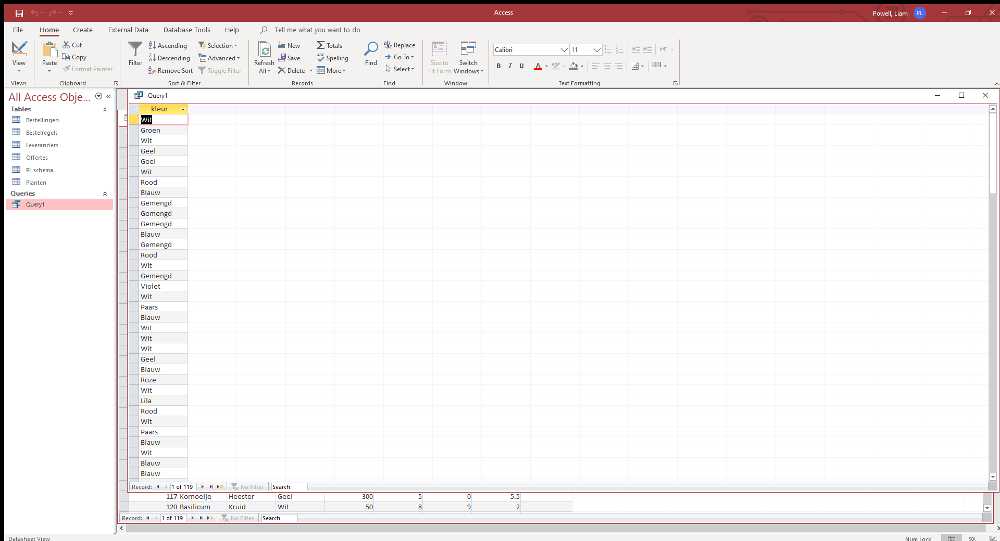 Access
Powell, Liam PL
File Home Create External Data Database Tools Help Tell me what you want to do
View
Views
Paste
Cut
Copy
Format Painter
Clipboard
Filter
Ascending
Descending
Remove Sort
Selection
Advanced
Toggle Filter
Sort & Filter
Refresh
All
New
Save
Delete
Totals
Spelling
More
Records
Find
Replace
Go To
Select
Find
Size to
Fit Form
Switch
Windows
Window
Calibri 11
B I U
Text Formatting
All Access Obje...
Tables
Bestellingen
Bestelregels
Leveranciers
Offertes
Pl_schema
Planten
Queries
Query1
Query1
kleur
Wit
Groen
Wit
Geel
Geel
Wit
Rood
Blauw
Gemengd
Gemengd
Gemengd
Blauw
Gemengd
Rood
Wit
Gemengd
Violet
Wit
Paars
Blauw
Wit
Wit
Wit
Geel
Blauw
Roze
Wit
Lila
Rood
Wit
Paars
Blauw
Wit
Blauw
Blauw
Record: 1 of 119 No Filter Search
117 Kornoelje Heester Geel 300 5 0 5.5
120 Basilicum Kruid Wit 50 8 9 2
Record: 1 of 119 No Filter Search
Datasheet View Num Lock SQL